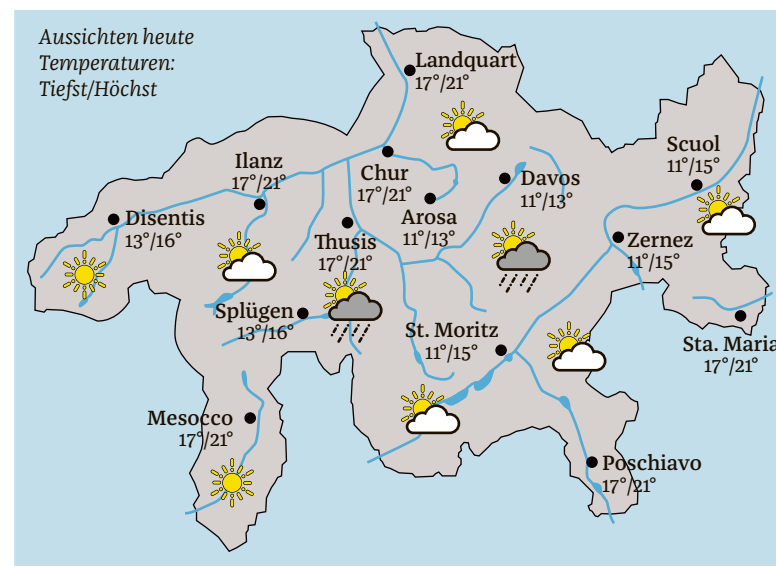 Aussichten heute
Temperaturen:
Tiefst/Höchst
Landquart
17°/21°
Scuol
11°/15°
Ilanz
17°/21°
Chur
17°/21°
Davos
11°/13°
Arosa
11°/13°
Disentis
13°/16°
Thusis
17°/21°
Zernez
11°/15°
Splügen
13°/16°
St. Moritz
11°/15°
Sta. Maria
17°/21°
Mesocco
17°/21°
Poschiavo
17°/21°